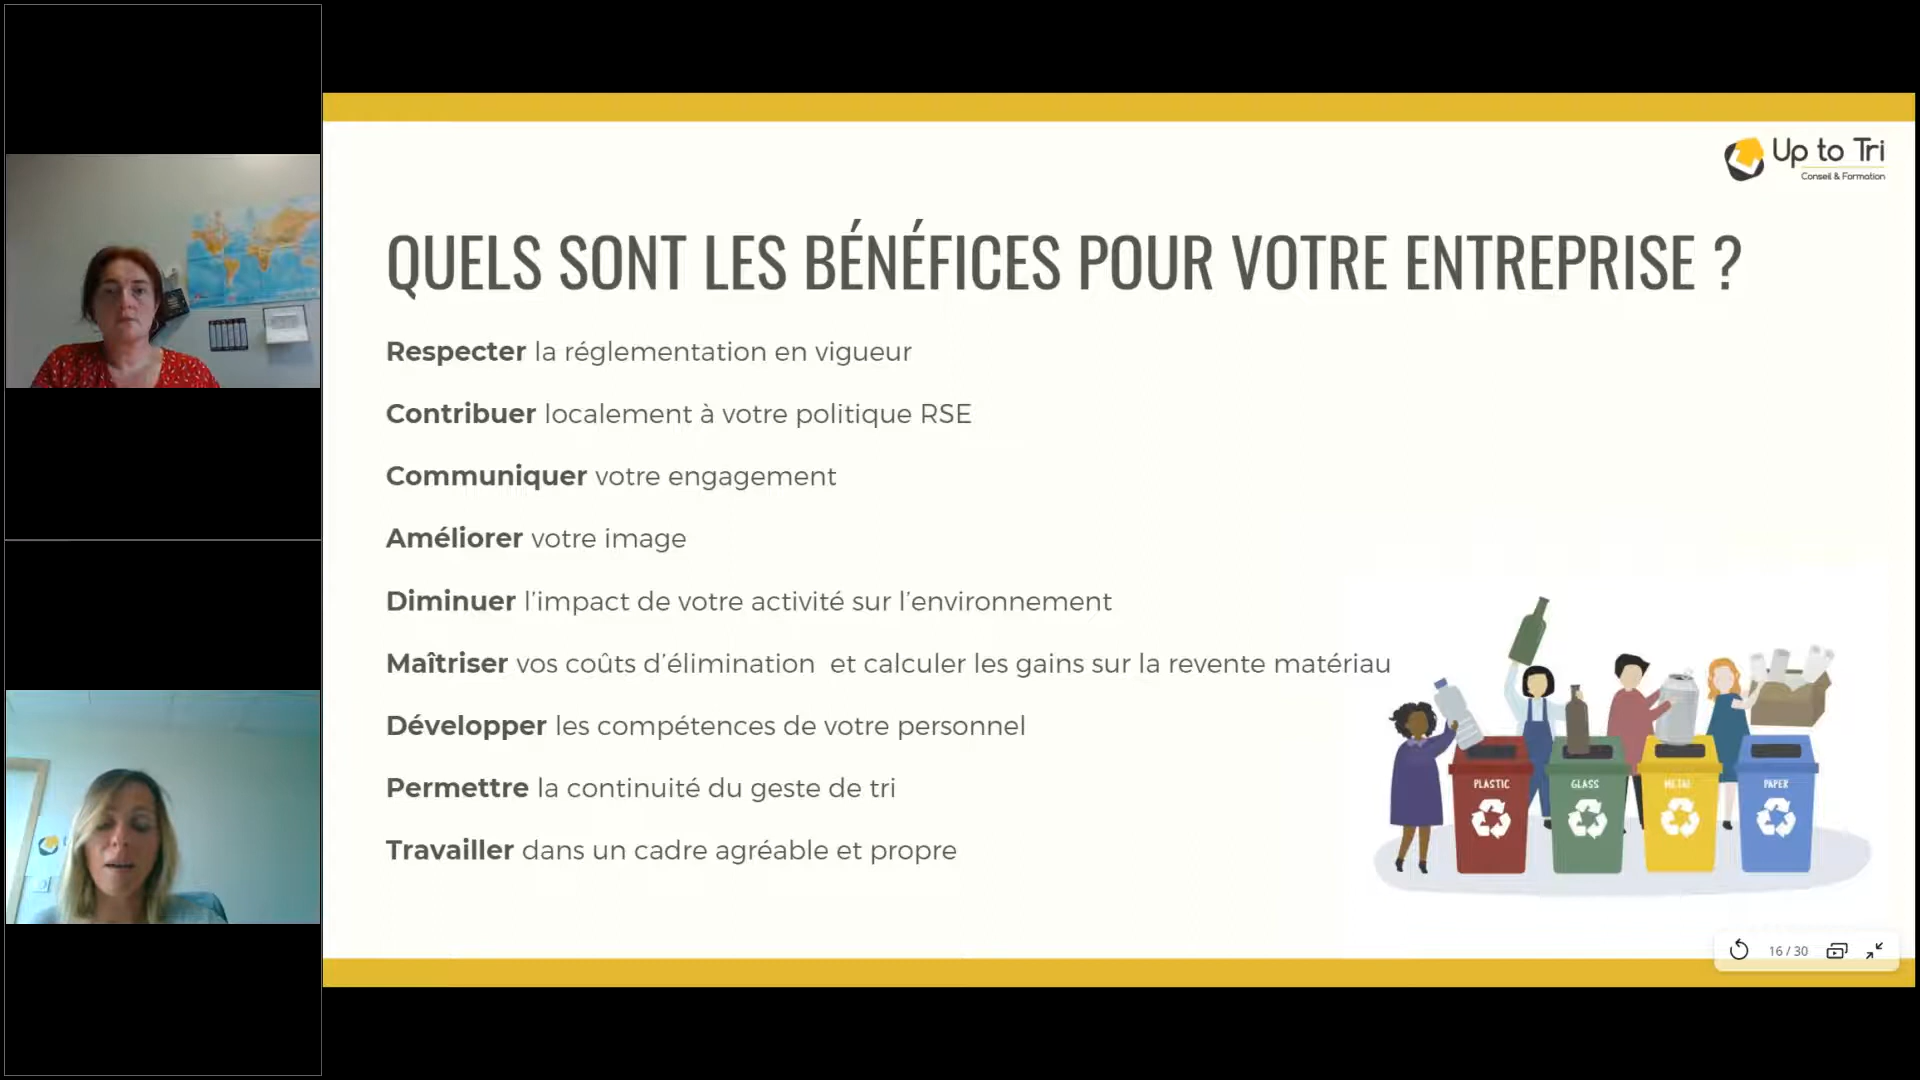 Up to Tri
Conseil & Formation
QUELS SONT LES BÉNÉFICES POUR VOTRE ENTREPRISE ?
Respecter la réglementation en vigueur
Contribuer localement à votre politique RSE
Communiquer votre engagement
Améliorer votre image
Diminuer l’impact de votre activité sur l’environnement
Maîtriser vos coûts d’élimination  et calculer les gains sur la revente matériau
Développer les compétences de votre personnel
Permettre la continuité du geste de tri
Travailler dans un cadre agréable et propre
PLASTIC
GLASS
METAL
PAPER
16 / 30